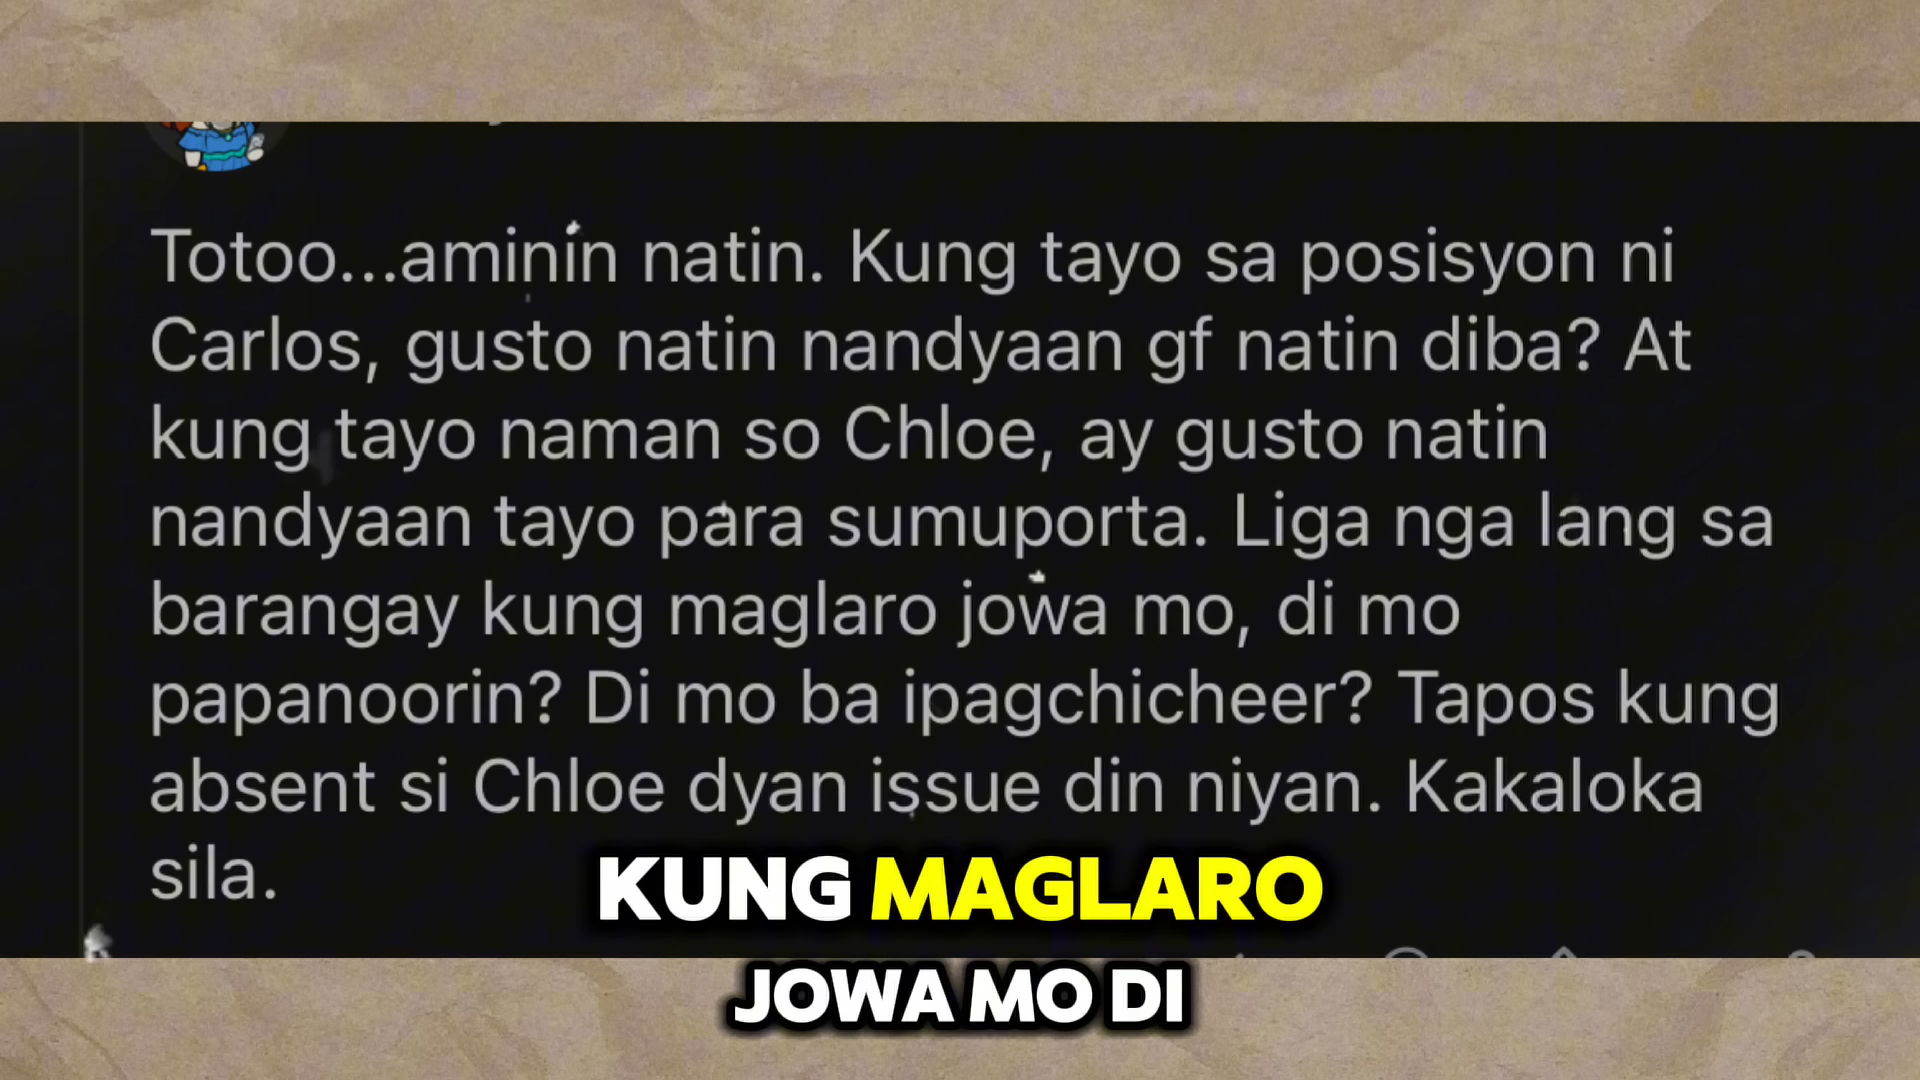 Totoo...aminin natin. Kung tayo sa posisyon ni
Carlos, gusto natin nandyaan gf natin diba? At
kung tayo naman so Chloe, ay gusto natin
nandyaan tayo para sumuporta. Liga nga lang sa
barangay kung maglaro jowa mo, di mo
papanoorin? Di mo ba ipagchicheer? Tapos kung
absent si Chloe dyan issue din niyan. Kakaloka
sila.
KUNG MAGLARO
JOWA MO DI